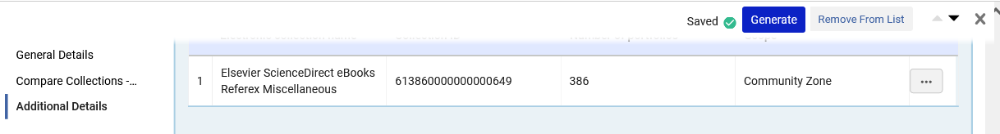 Saved
Generate
Remove From List
General Details
Compare Collections -...
Additional Details
1
Elsevier ScienceDirect eBooks
Referex Miscellaneous
613860000000000649
386
Community Zone
...